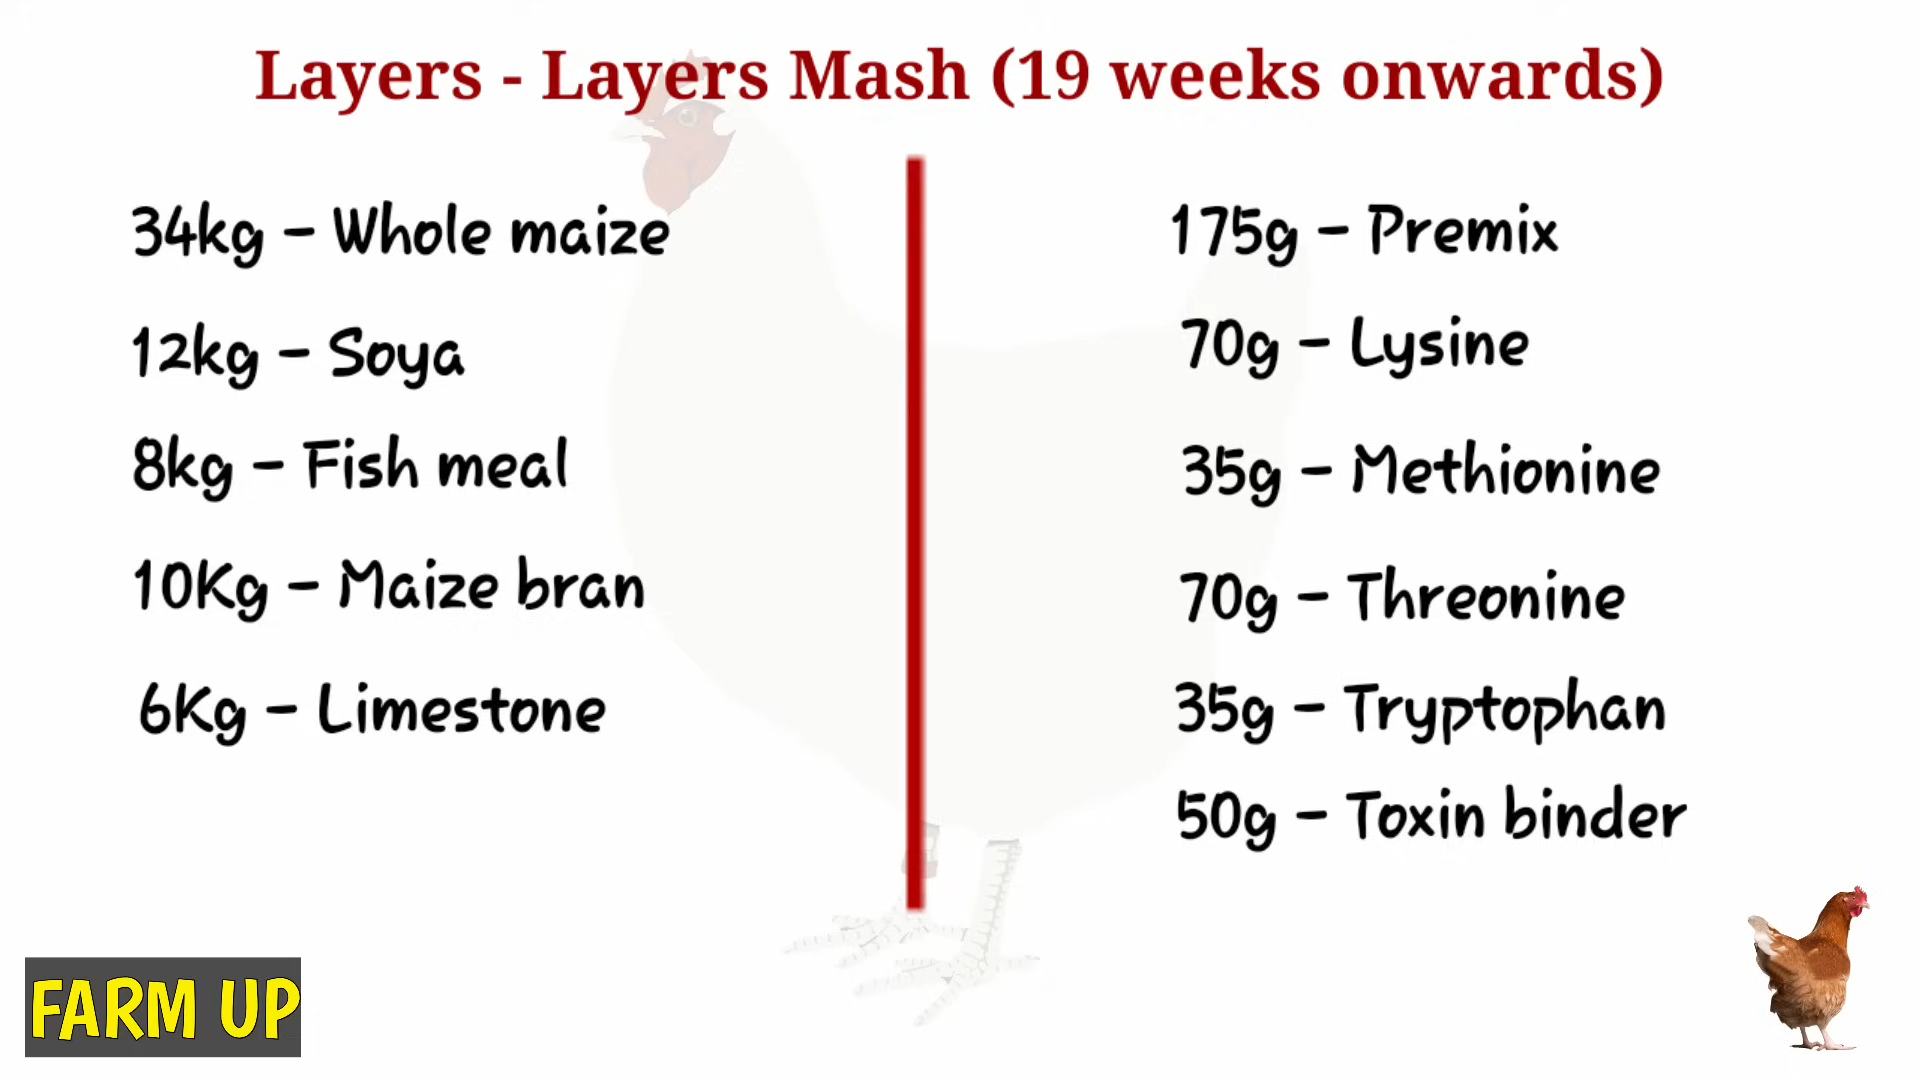 Layers - Layers Mash (19 weeks onwards)
34kg – Whole maize
12kg – Soya
8kg – Fish meal
10Kg – Maize bran
6Kg – Limestone
175g – Premix
70g – Lysine
35g – Methionine
70g – Threonine
35g – Tryptophan
50g – Toxin binder
FARM UP